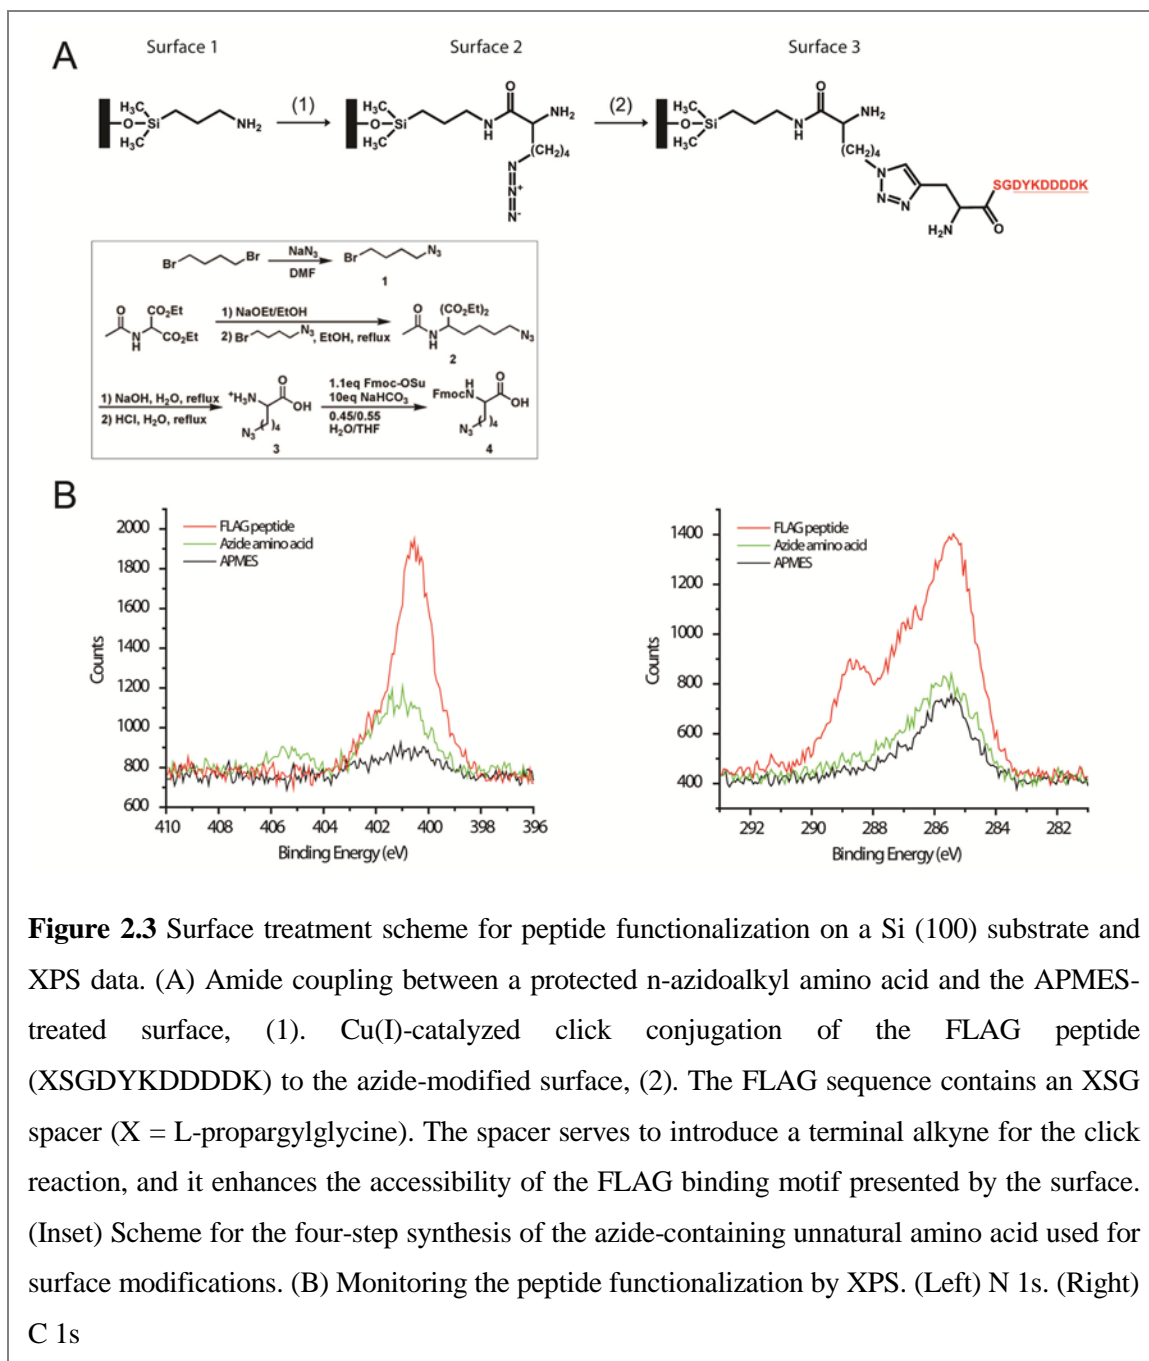 A
Surface 1
Surface 2
Surface 3
H₃C
O
Si
H₃C
NH₂
(1)
H₃C
O
Si
H₃C
N
H
O
NH₂
(CH₂)₄
N
N⁺
N⁻
(2)
H₃C
O
Si
H₃C
N
H
O
NH₂
(CH₂)₄
N
N=N
H₂N
O
SGDYKDDDDK
Br
Br
NaN₃
DMF
Br
N₃
1
O
CO₂Et
N
H
CO₂Et
1) NaOEt/EtOH
2) Br N₃, EtOH, reflux
O
(CO₂Et)₂
N
H
N₃
2
1) NaOH, H₂O, reflux
2) HCl, H₂O, reflux
⁺H₃N
O
OH
N₃
4
3
1.1eq Fmoc-OSu
10eq NaHCO₃
0.45/0.55
H₂O/THF
H
FmocN
O
OH
N₃
4
4
B
FLAG peptide
Azide amino acid
APMES
2000
1800
1600
1400
1200
1000
800
600
Counts
410 408 406 404 402 400 398 396
Binding Energy (eV)
FLAG peptide
Azide amino acid
APMES
1400
1200
1000
800
600
400
Counts
292 290 288 286 284 282
Binding Energy (eV)
Figure 2.3 Surface treatment scheme for peptide functionalization on a Si (100) substrate and
XPS data. (A) Amide coupling between a protected n-azidoalkyl amino acid and the APMES-
treated surface, (1). Cu(I)-catalyzed click conjugation of the FLAG peptide
(XSGDYKDDDDK) to the azide-modified surface, (2). The FLAG sequence contains an XSG
spacer (X = L-propargylglycine). The spacer serves to introduce a terminal alkyne for the click
reaction, and it enhances the accessibility of the FLAG binding motif presented by the surface.
(Inset) Scheme for the four-step synthesis of the azide-containing unnatural amino acid used for
surface modifications. (B) Monitoring the peptide functionalization by XPS. (Left) N 1s. (Right)
C 1s